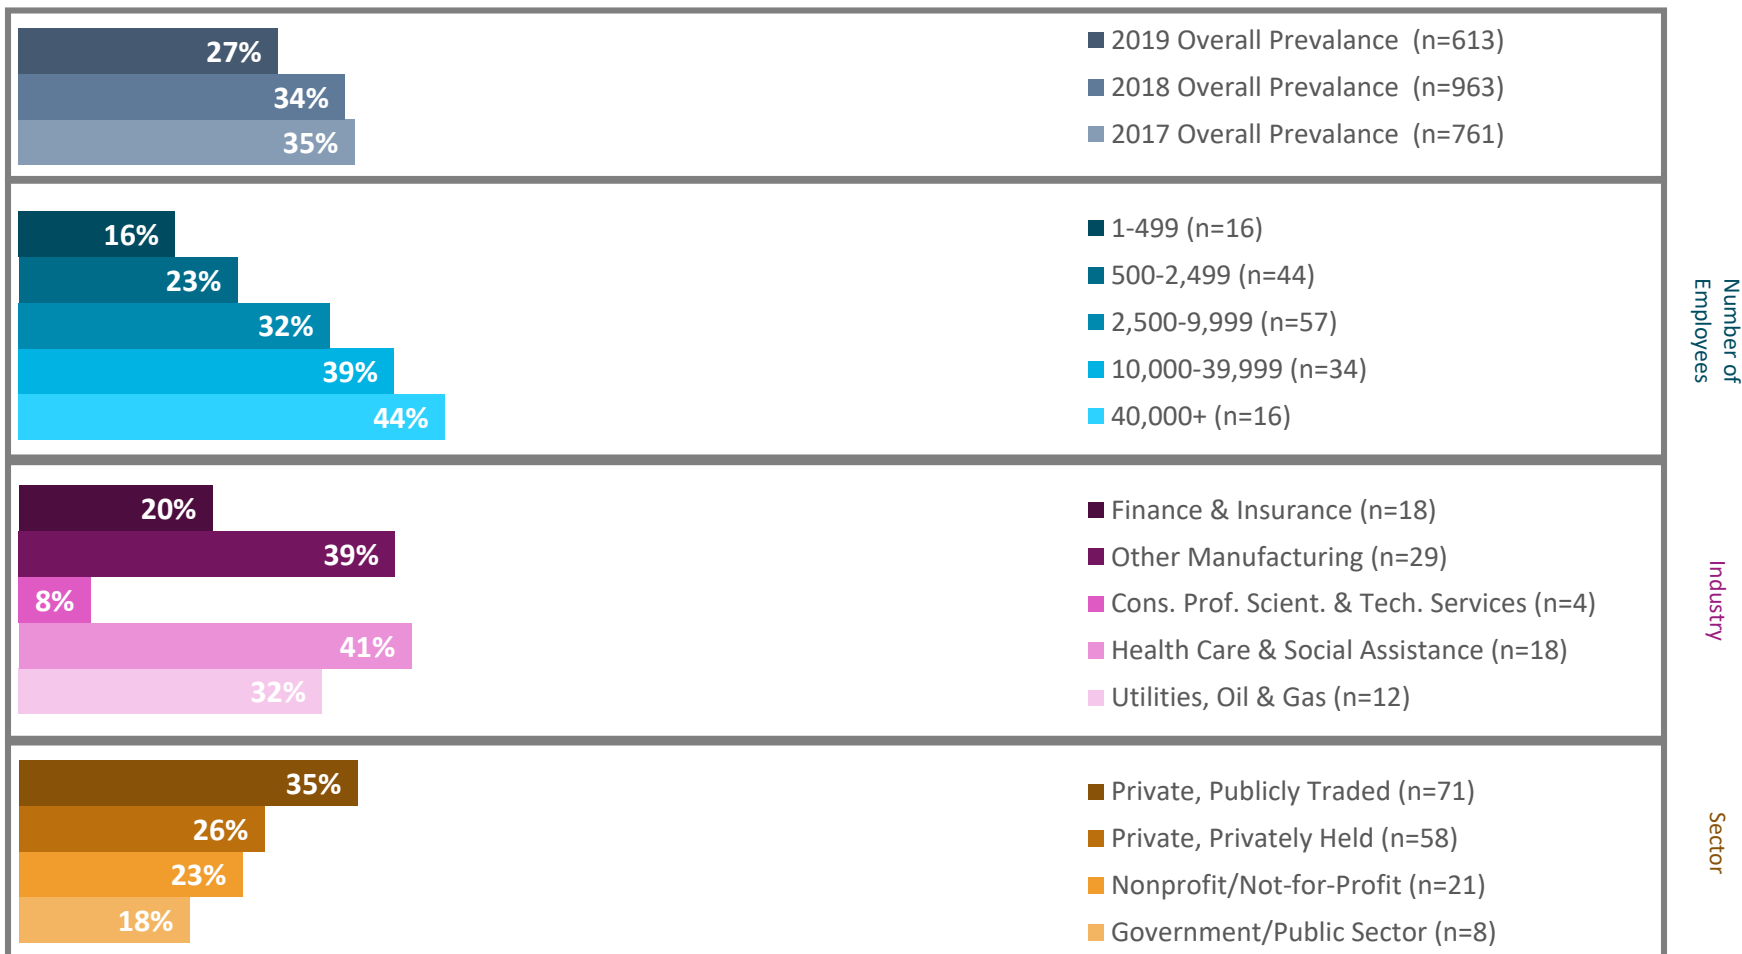 27%
34%
35%
2019 Overall Prevalance (n=613)
2018 Overall Prevalance (n=963)
2017 Overall Prevalance (n=761)
16%
23%
32%
39%
44%
1-499 (n=16)
500-2,499 (n=44)
2,500-9,999 (n=57)
10,000-39,999 (n=34)
40,000+ (n=16)
Number of
Employees
20%
39%
8%
41%
32%
Finance & Insurance (n=18)
Other Manufacturing (n=29)
Cons. Prof. Scient. & Tech. Services (n=4)
Health Care & Social Assistance (n=18)
Utilities, Oil & Gas (n=12)
Industry
35%
26%
23%
18%
Private, Publicly Traded (n=71)
Private, Privately Held (n=58)
Nonprofit/Not-for-Profit (n=21)
Government/Public Sector (n=8)
Sector